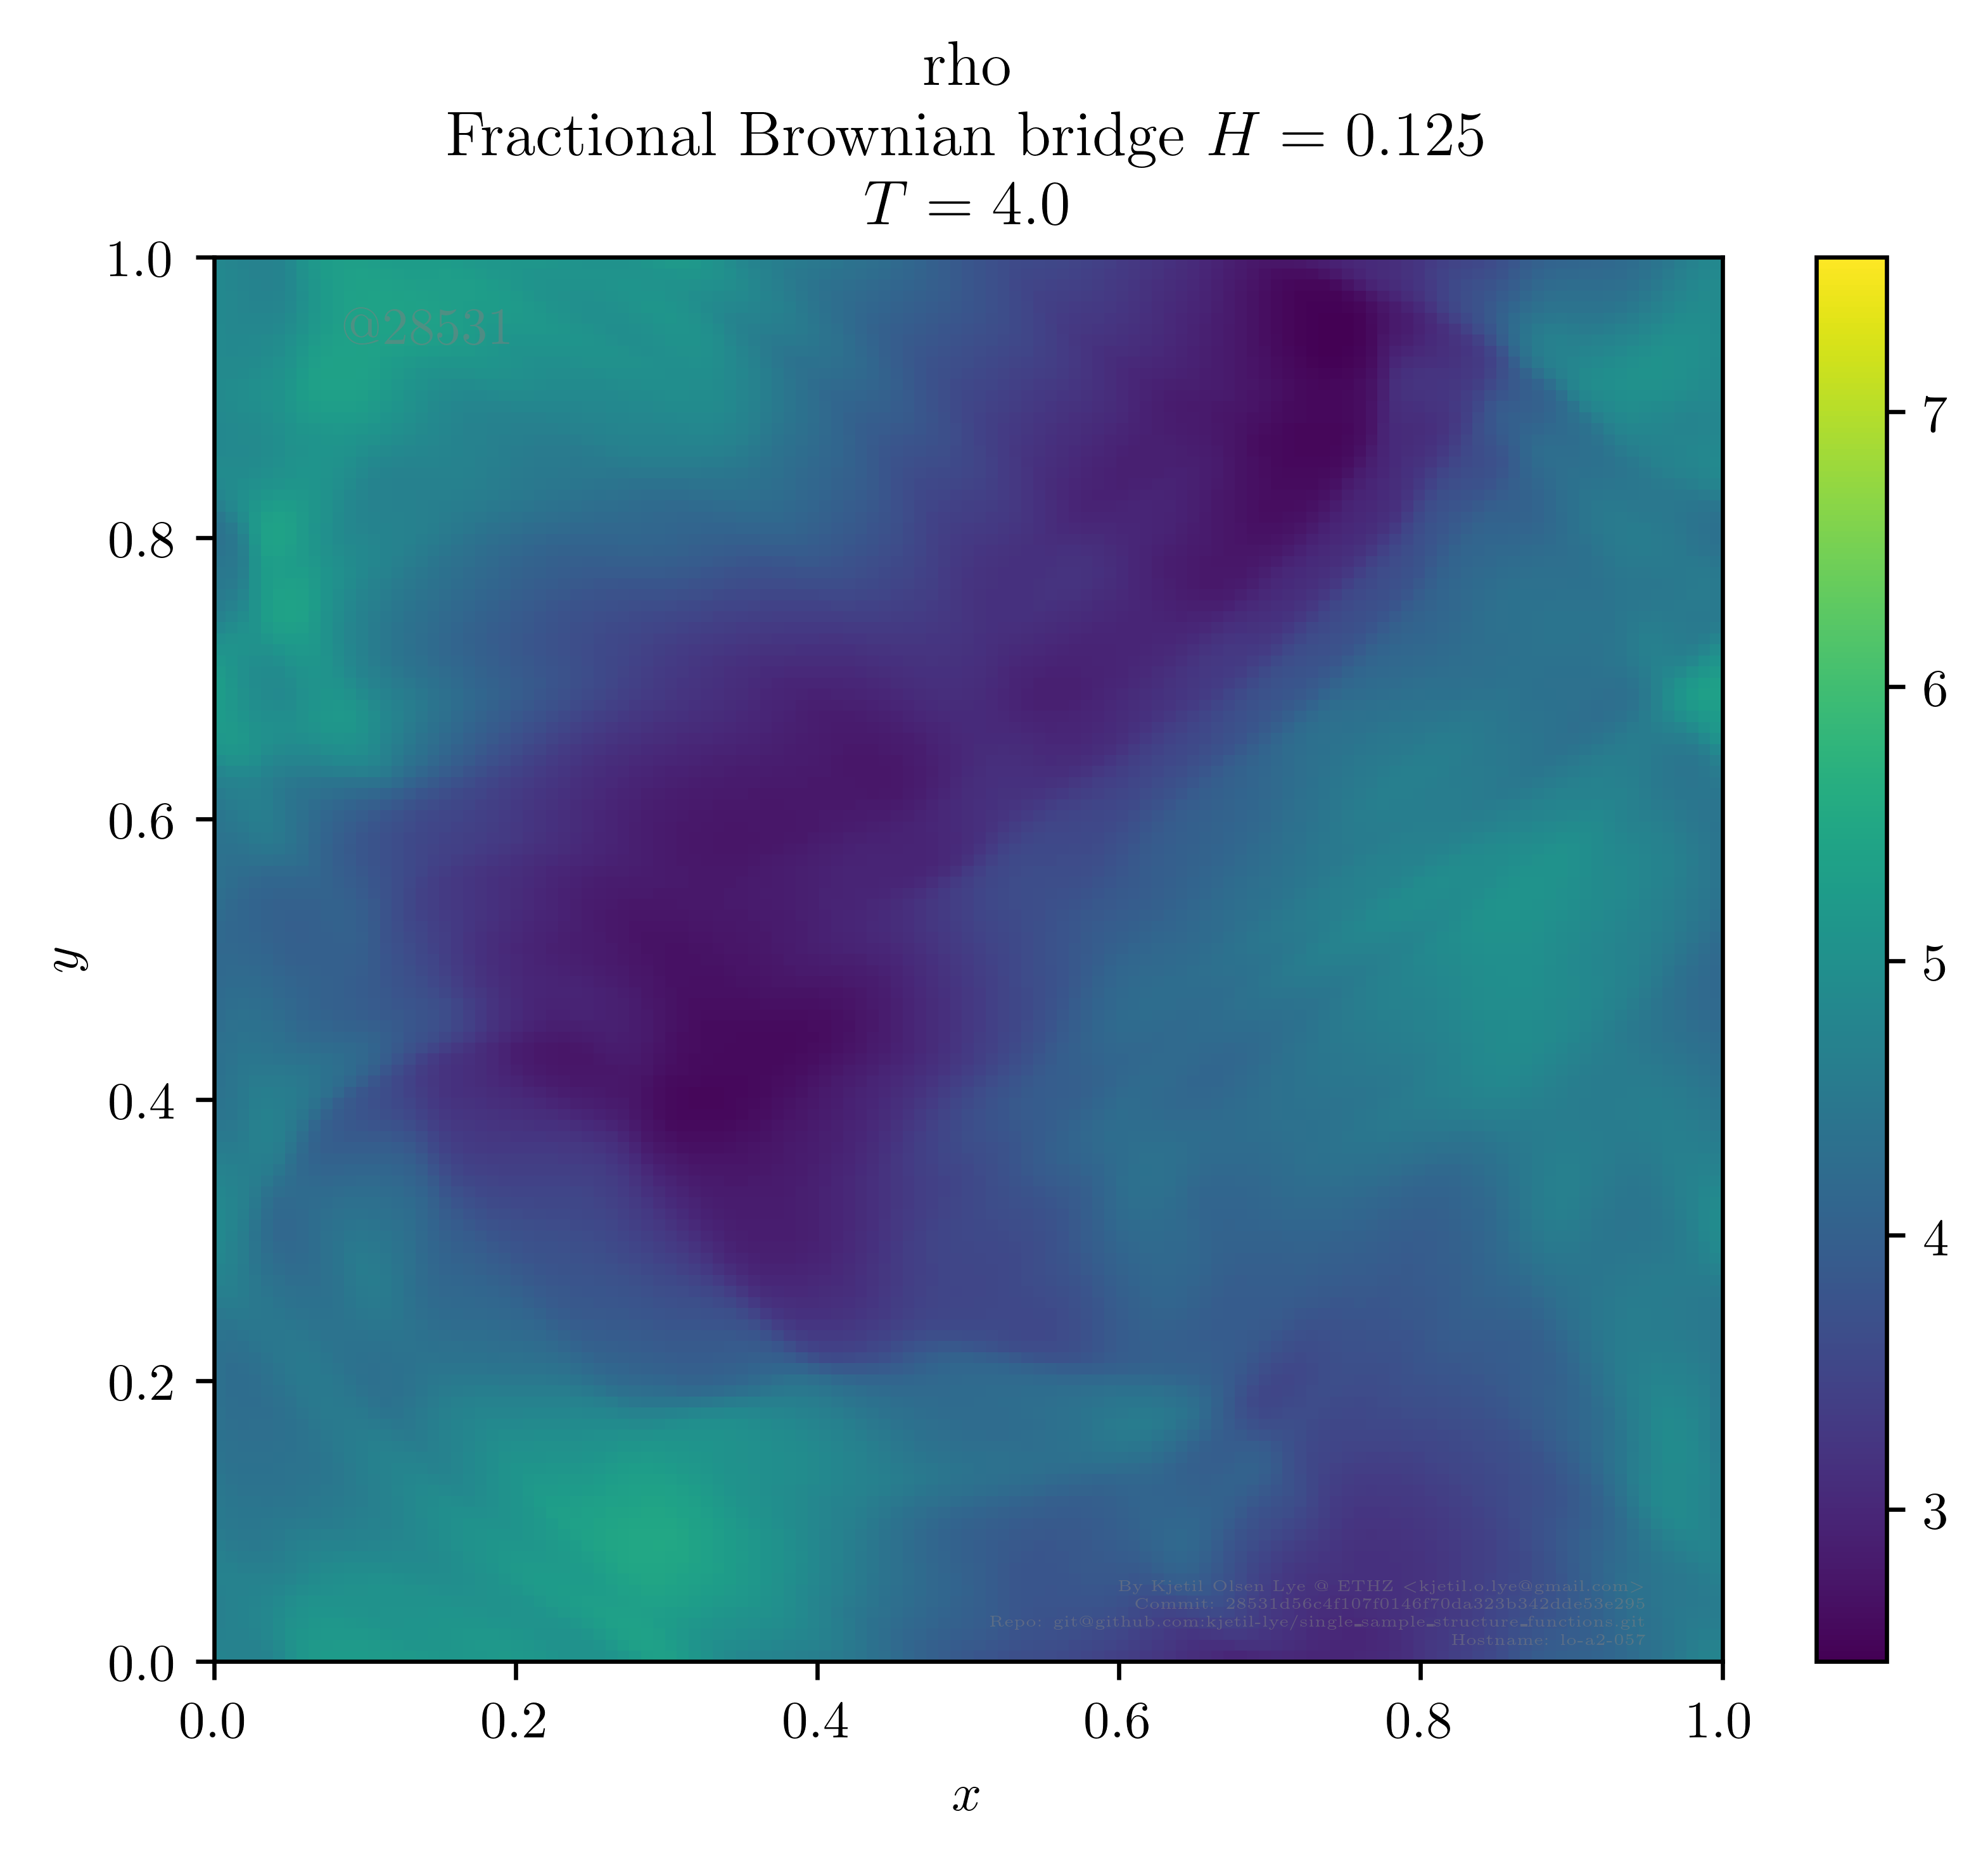 rho
Fractional Brownian bridge H = 0.125
T = 4.0
1.0
0.8
0.6
0.4
0.2
0.0
y
@28531
By Kjetil Olsen Lye @ ETHZ <kjetil.o.lye@gmail.com>
Commit: 28531d56c4f107f0146f70da323b342dde53e295
Repo: git@github.com:kjetil-lye/single_sample_structure_functions.git
Hostname: lo-a2-057
0.0 0.2 0.4 0.6 0.8 1.0
x
7
6
5
4
3